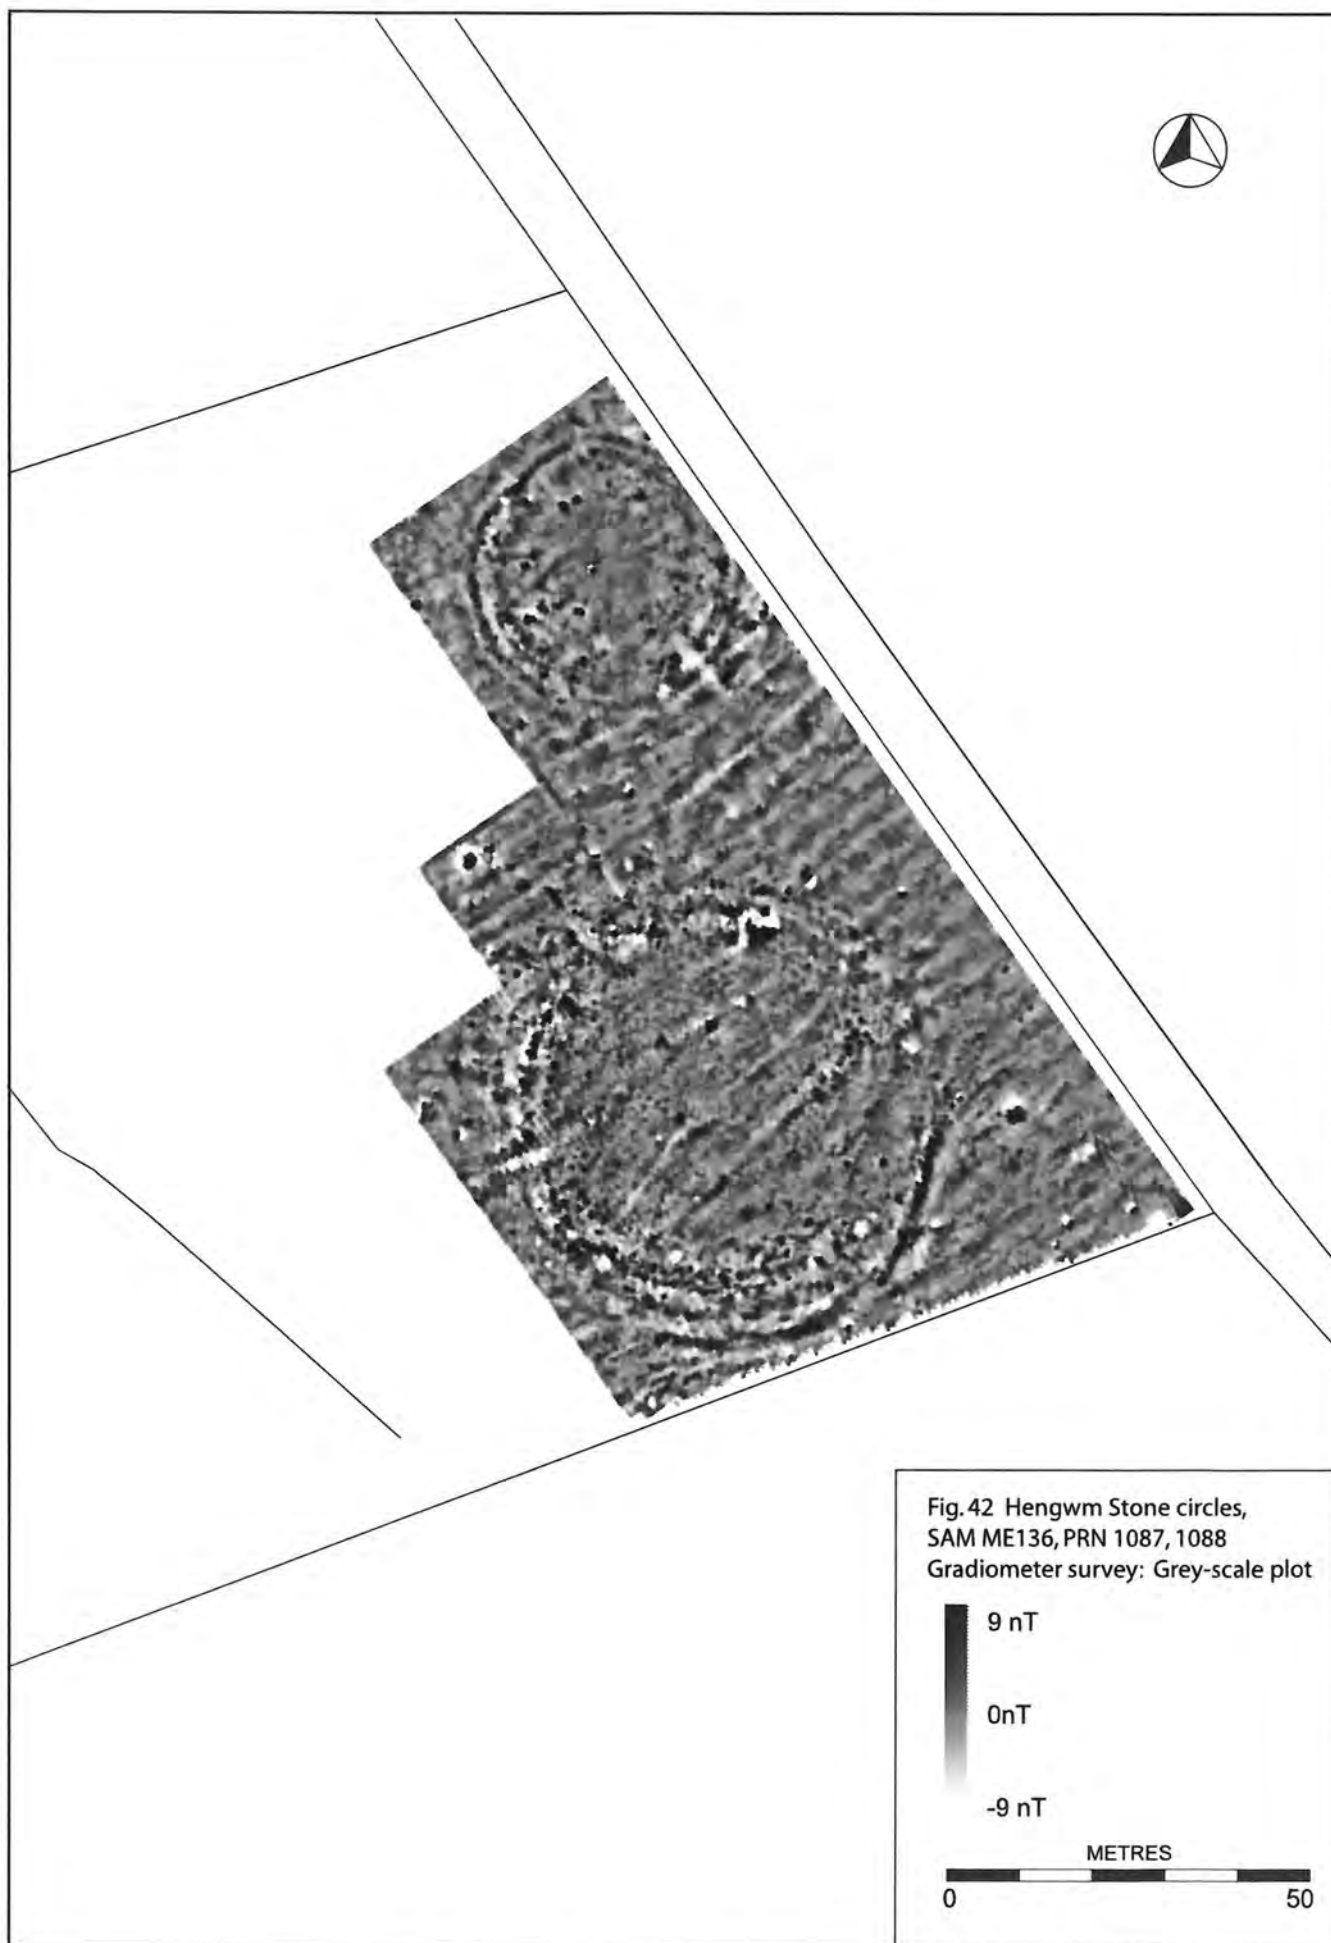 Fig. 42 Hengwm Stone circles,
SAM ME136, PRN 1087, 1088
Gradiometer survey: Grey-scale plot
9 nT
0nT
-9 nT
METRES
0 50